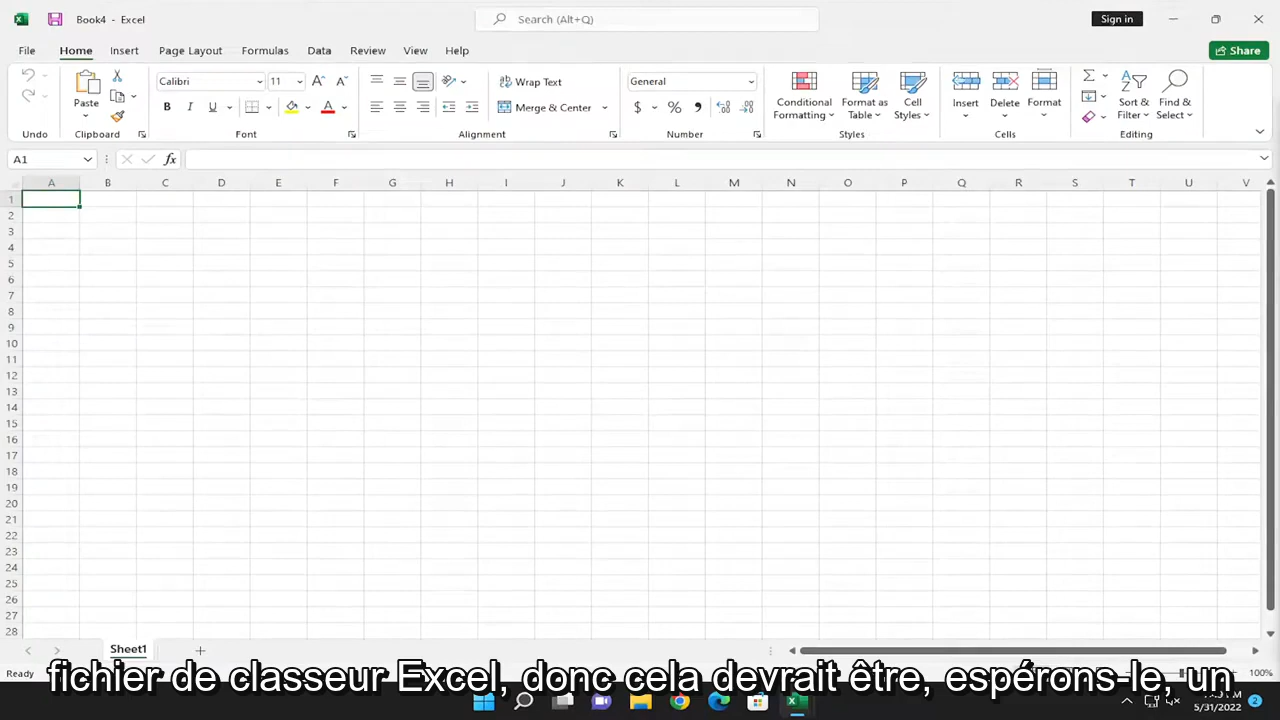 Book4 - Excel
Search (Alt+Q)
Sign in
File Home Insert Page Layout Formulas Data Review View Help
Share
Paste
Calibri 11
B I U
Wrap Text
Merge & Center
General
$ % ,
Conditional Formatting
Format as Table
Cell Styles
Insert
Delete
Format
Sort & Filter
Find & Select
Undo Clipboard Font Alignment Number Styles Cells Editing
A1
fx
A B C D E F G H I J K L M N O P Q R S T U V
1
2
3
4
5
6
7
8
9
10
11
12
13
14
15
16
17
18
19
20
21
22
23
24
25
26
27
28
Sheet1
Ready
100%
fichier de classeur Excel, donc cela devrait être, espérons-le, un
5/31/2022
2